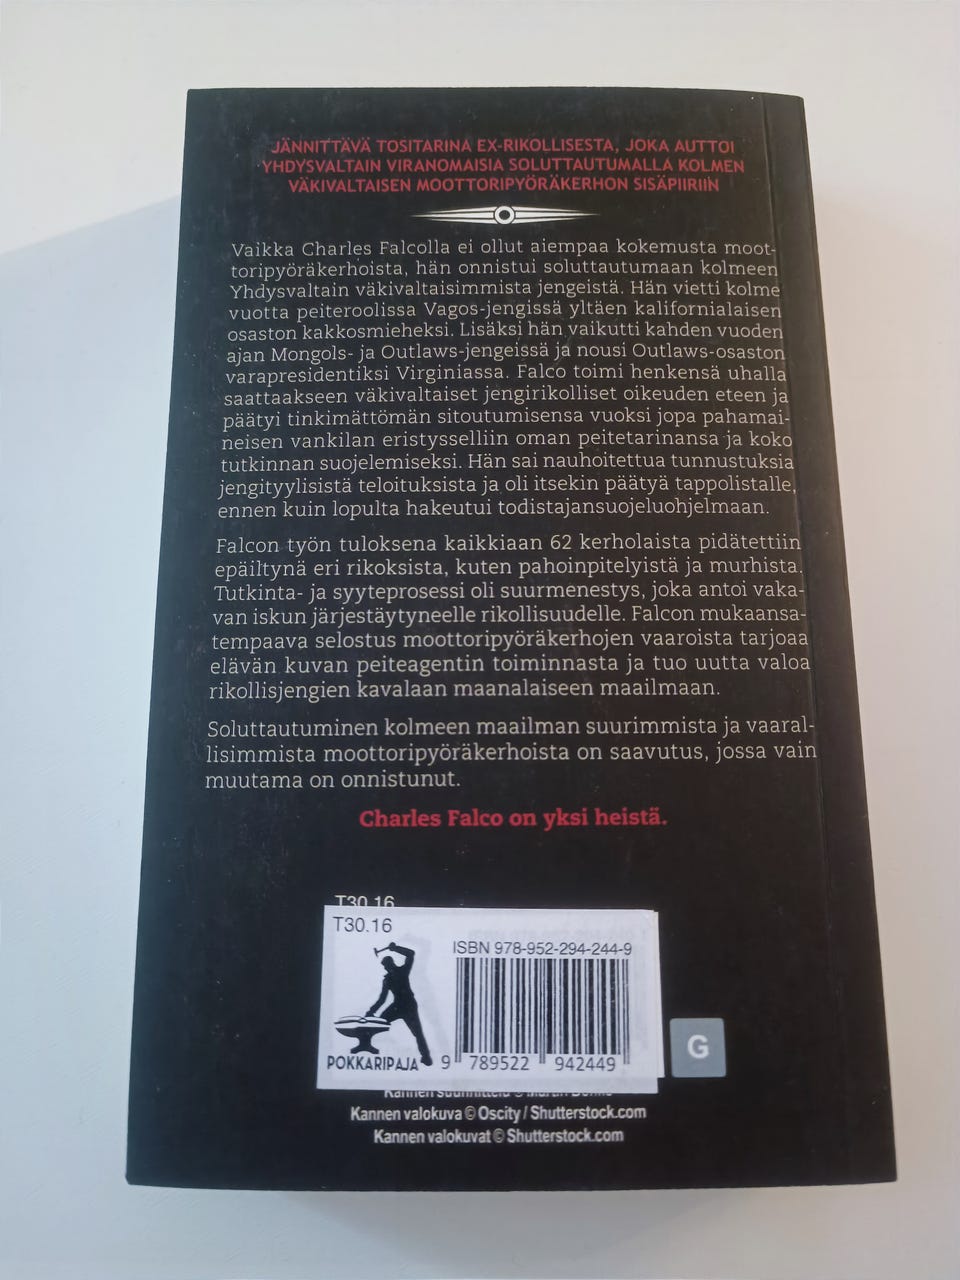 JÄNNITTÄVÄ TOSITARINA EX-RIKOLLISESTA, JOKA AUTTOI
YHDYSVALTAIN VIRANOMAISIA SOLUTTAUTUMALLA KOLMEN
VÄKIVALTAISEN MOOTTORIPYÖRÄKERHON SISÄPIIRIIN
Vaikka Charles Falcolla ei ollut aiempaa kokemusta moot-
toripyöräkerhoista, hän onnistui soluttautumaan kolmeen
Yhdysvaltain väkivaltaisimmista jengeistä. Hän vietti kolme
vuotta peiteroolissa Vagos-jengissä yltäen kalifornialaisen
osaston kakkosmieheksi. Lisäksi hän vaikutti kahden vuoden
ajan Mongols- ja Outlaws-jengeissä ja nousi Outlaws-osaston
varapresidentiksi Virginiassa. Falco toimi henkensä uhalla
saattaakseen väkivaltaiset jengirikolliset oikeuden eteen ja
päätyi tinkimättömän sitoutumisensa vuoksi jopa pahamai-
neisen vankilan eristysselliin oman peitetarinansa ja koko
tutkinnan suojelemiseksi. Hän sai nauhoitettua tunnustuksia
jengityylisistä teloituksista ja oli itsekin päätyä tappolistalle,
ennen kuin lopulta hakeutui todistajansuojeluohjelmaan.
Falcon työn tuloksena kaikkiaan 62 kerholaista pidätettiin
epäiltynä eri rikoksista, kuten pahoinpitelyistä ja murhista.
Tutkinta- ja syyteprosessi oli suurmenestys, joka antoi vaka-
van iskun järjestäytyneelle rikollisuudelle. Falcon mukaansa-
tempaava selostus moottoripyöräkerhojen vaaroista tarjoaa
elävän kuvan peiteagentin toiminnasta ja tuo uutta valoa
rikollisjengien kavalaan maanalaiseen maailmaan.
Soluttautuminen kolmeen maailman suurimmista ja vaaral-
lisimmista moottoripyöräkerhoista on saavutus, jossa vain
muutama on onnistunut.
Charles Falco on yksi heistä.
T30.16
T30.16
ISBN 978-952-294-244-9
POKKARIPAJA
9 789522 942449
G
Kannen suunnittelu ©
Kannen valokuva © Oscity / Shutterstock.com
Kannen valokuvat © Shutterstock.com